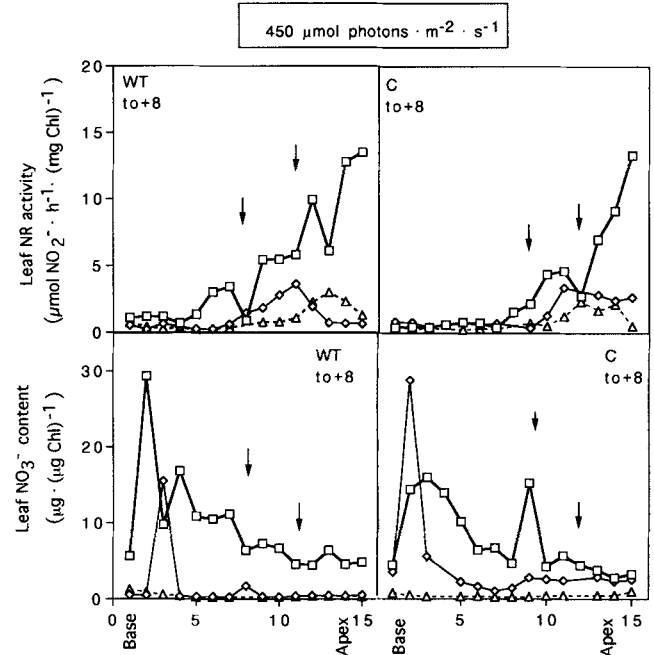 450 µmol photons · m⁻² · s⁻¹
Leaf NR activity
(µmol NO₂⁻ · h⁻¹ · (mg Chl)⁻¹
20
15
10
5
0
WT
to+8
C
to+8
Leaf NO₃⁻ content
(µg · (µg Chl)⁻¹
30
20
10
0
WT
to+8
C
to+8
0
5
10
15
Base
Apex
5
10
15
Base
Apex